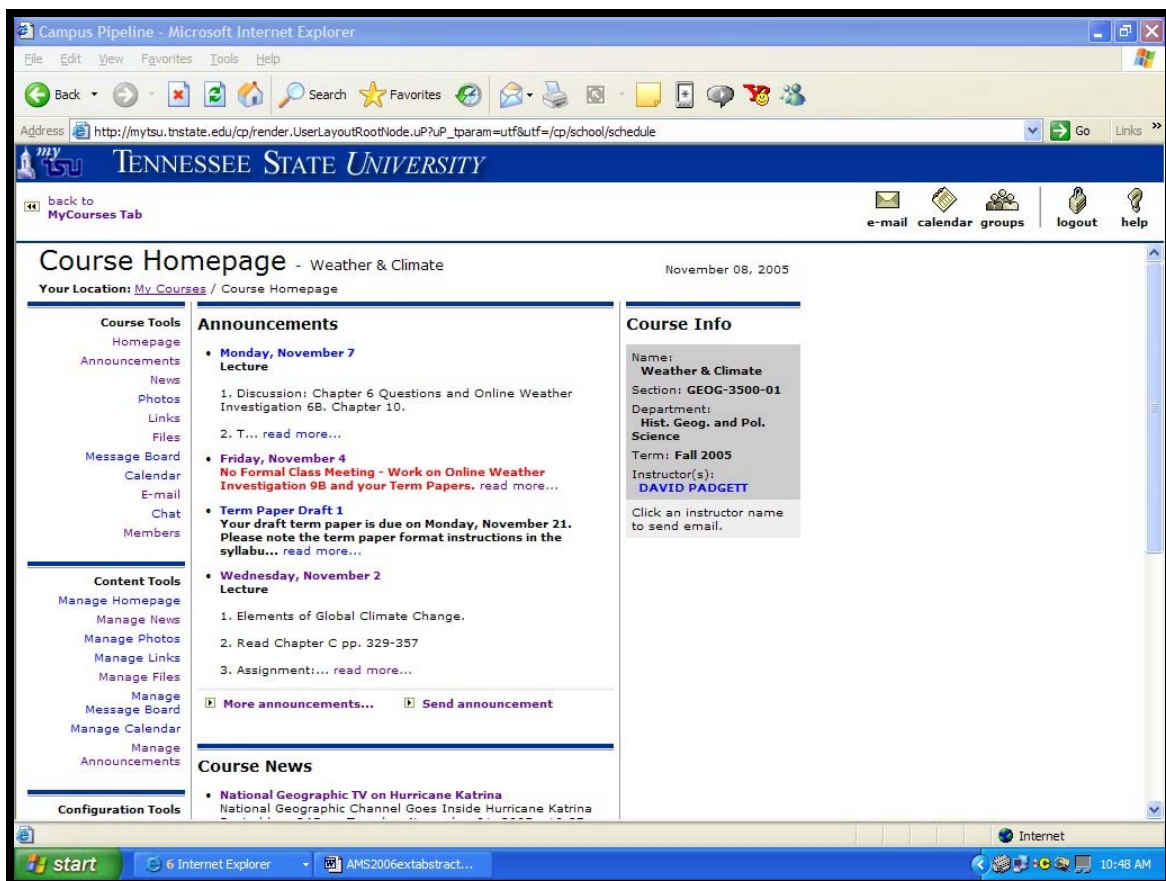 Campus Pipeline - Microsoft Internet Explorer
File Edit View Favorites Tools Help
Back Search Favorites
Address http://mytsu.tnstate.edu/cp/render.UserLayoutRootNode.uP?uP_tparam=utf&utf=/cp/school/schedule Go Links »
my tsu TENNESSEE STATE UNIVERSITY
back to
MyCourses Tab
e-mail calendar groups logout help
Course Homepage - Weather & Climate
November 08, 2005
Your Location: My Courses / Course Homepage
Course Tools
Homepage
Announcements
News
Photos
Links
Files
Message Board
Calendar
E-mail
Chat
Members
Content Tools
Manage Homepage
Manage News
Manage Photos
Manage Links
Manage Files
Manage
Message Board
Manage Calendar
Manage
Announcements
Configuration Tools
Announcements
• Monday, November 7
Lecture
1. Discussion: Chapter 6 Questions and Online Weather
Investigation 6B. Chapter 10.
2. T... read more...
• Friday, November 4
No Formal Class Meeting - Work on Online Weather
Investigation 9B and your Term Papers. read more...
• Term Paper Draft 1
Your draft term paper is due on Monday, November 21.
Please note the term paper format instructions in the
syllabu... read more...
• Wednesday, November 2
Lecture
1. Elements of Global Climate Change.
2. Read Chapter C pp. 329-357
3. Assignment:... read more...
More announcements... Send announcement
Course News
• National Geographic TV on Hurricane Katrina
National Geographic Channel Goes Inside Hurricane Katrina
Course Info
Name:
Weather & Climate
Section: GEOG-3500-01
Department:
Hist. Geog. and Pol.
Science
Term: Fall 2005
Instructor(s):
DAVID PADGETT
Click an instructor name
to send email.
Internet
start 6 Internet Explorer AMS2006extabstract... 10:48 AM